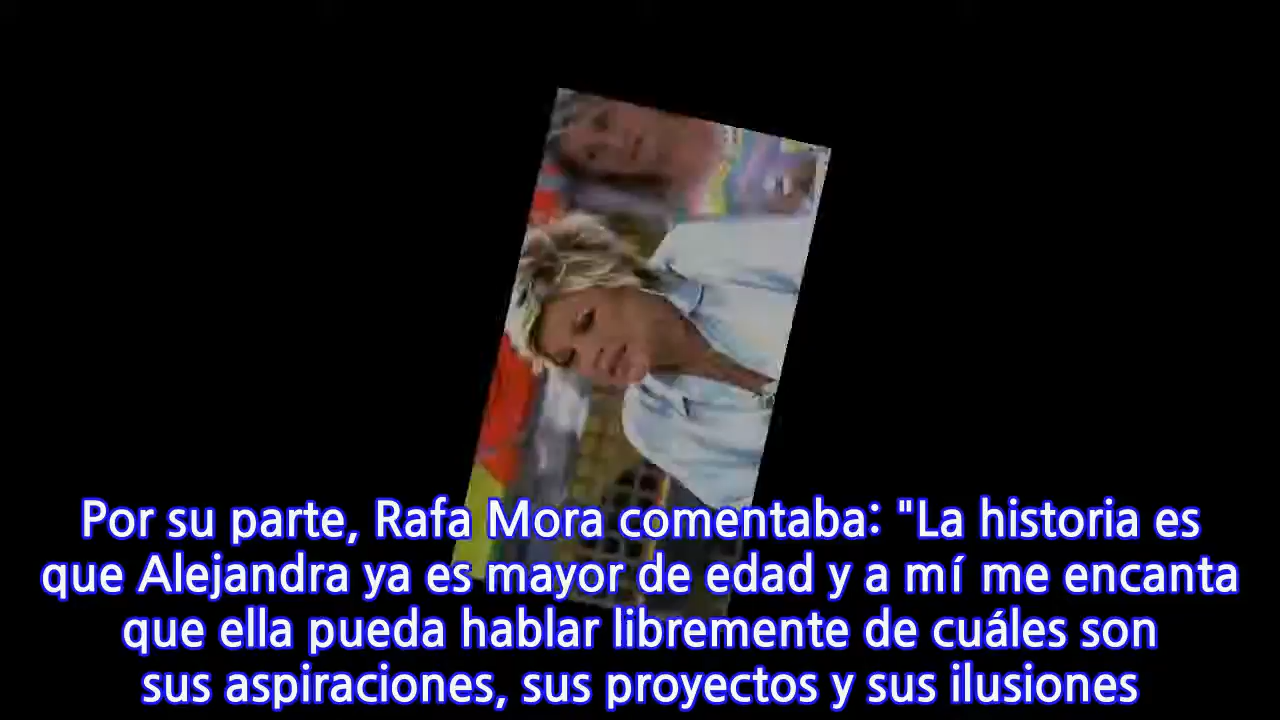 Por su parte, Rafa Mora comentaba: "La historia es
que Alejandra ya es mayor de edad y a mí me encanta
que ella pueda hablar libremente de cuáles son
sus aspiraciones, sus proyectos y sus ilusiones